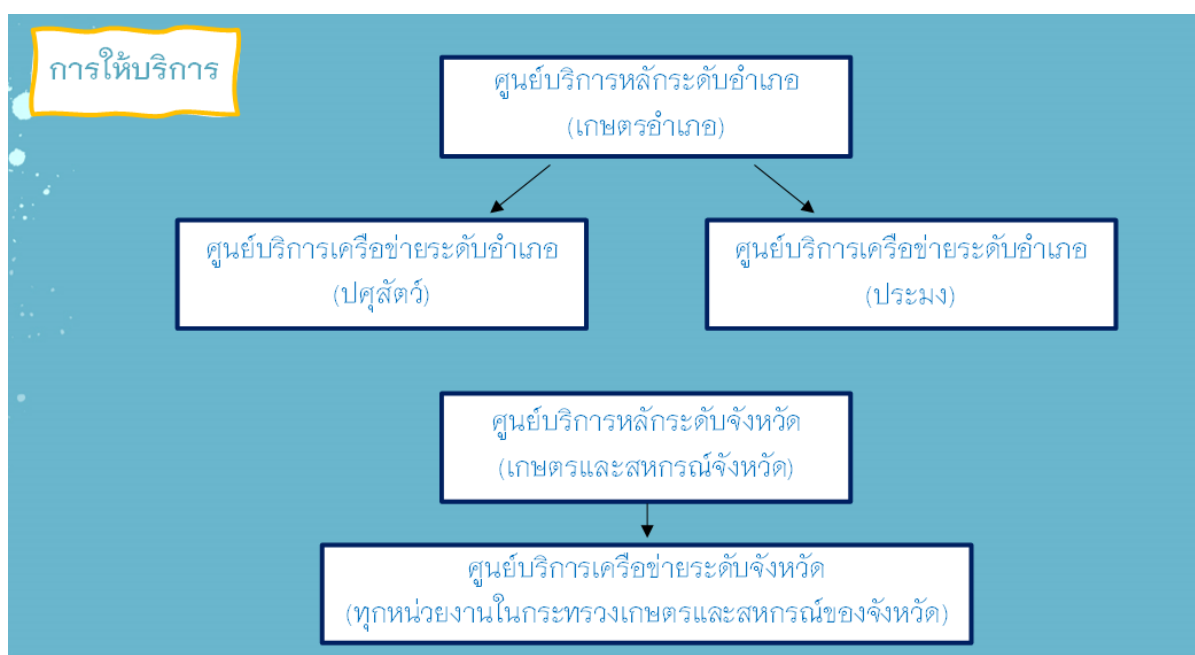 การให้บริการ
ศูนย์บริการหลักระดับอำเภอ
(เกษตรอำเภอ)
ศูนย์บริการเครือข่ายระดับอำเภอ
(ปศุสัตว์)
ศูนย์บริการเครือข่ายระดับอำเภอ
(ประมง)
ศูนย์บริการหลักระดับจังหวัด
(เกษตรและสหกรณ์จังหวัด)
ศูนย์บริการเครือข่ายระดับจังหวัด
(ทุกหน่วยงานในกระทรวงเกษตรและสหกรณ์ของจังหวัด)